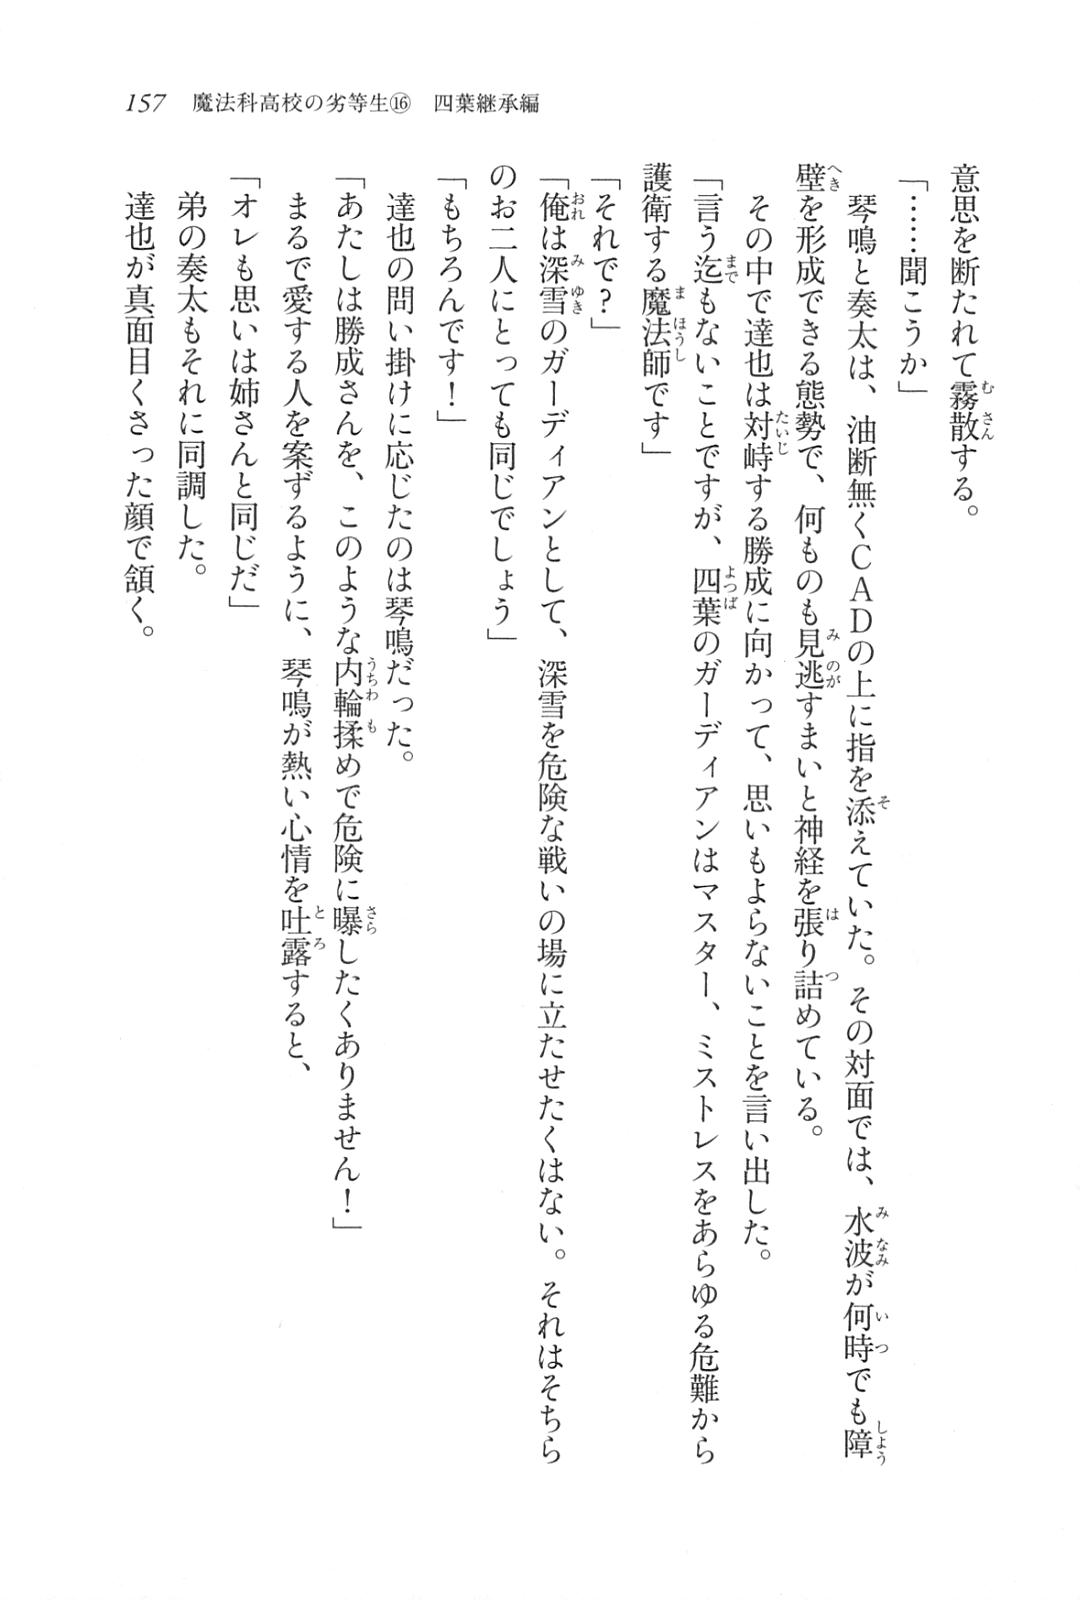 157　魔法科高校の劣等生⑯　四葉継承編
意思を断たれて霧散する。
「……聞こうか」
琴鳴と奏太は、油断無くＣＡＤの上に指を添えていた。その対面では、水波が何時でも障
壁を形成できる態勢で、何ものも見逃すまいと神経を張り詰めている。
その中で達也は対峙する勝成に向かって、思いもよらないことを言い出した。
「言う迄もないことですが、四葉のガーディアンはマスター、ミストレスをあらゆる危難から
護衛する魔法師です」
「それで？」
「俺は深雪のガーディアンとして、深雪を危険な戦いの場に立たせたくはない。それはそちら
のお二人にとっても同じでしょう」
「もちろんです！」
達也の問い掛けに応じたのは琴鳴だった。
「あたしは勝成さんを、このような内輪揉めで危険に曝したくありません！」
まるで愛する人を案ずるように、琴鳴が熱い心情を吐露すると、
「オレも思いは姉さんと同じだ」
弟の奏太もそれに同調した。
達也が真面目くさった顔で頷く。